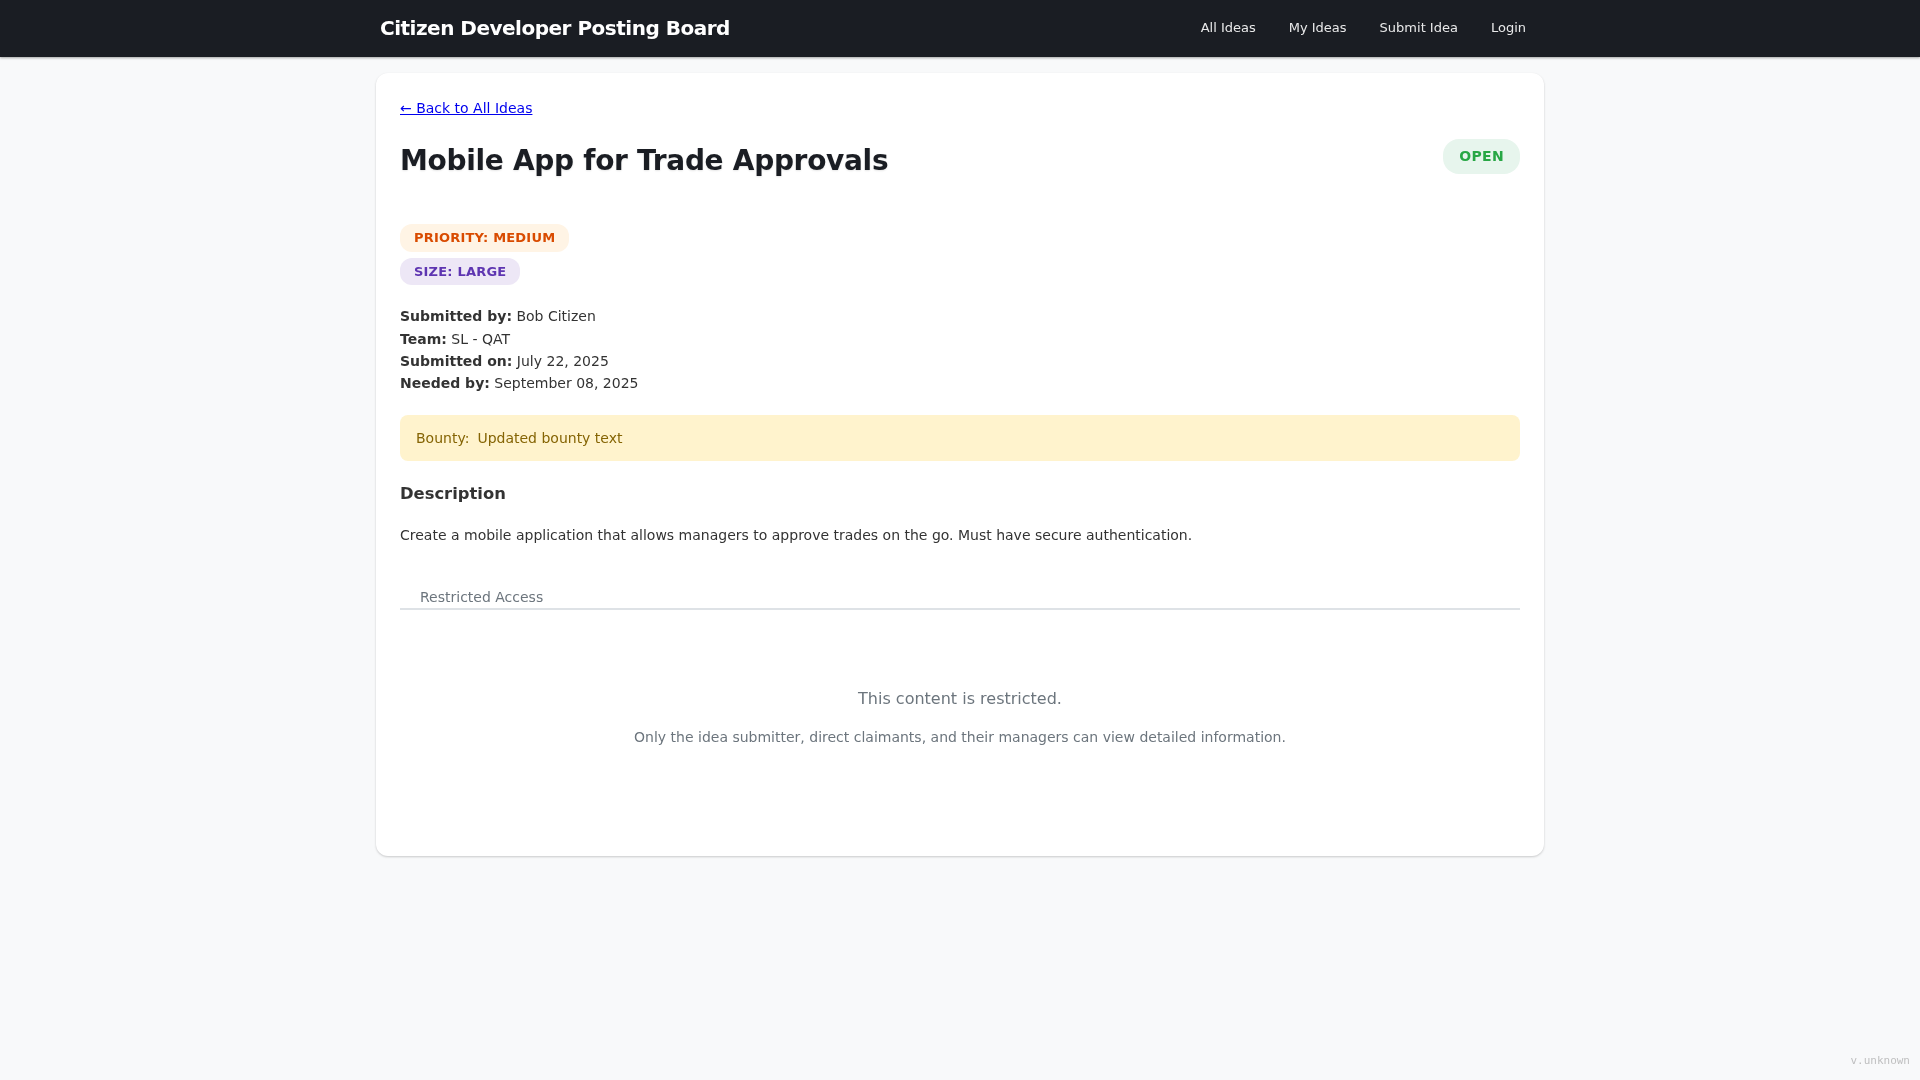 Citizen Developer Posting Board
All Ideas
My Ideas
Submit Idea
Login
← Back to All Ideas
Mobile App for Trade Approvals
OPEN
PRIORITY: MEDIUM
SIZE: LARGE
Submitted by: Bob Citizen
Team: SL - QAT
Submitted on: July 22, 2025
Needed by: September 08, 2025
Bounty: Updated bounty text
Description
Create a mobile application that allows managers to approve trades on the go. Must have secure authentication.
Restricted Access
This content is restricted.
Only the idea submitter, direct claimants, and their managers can view detailed information.
v.unknown